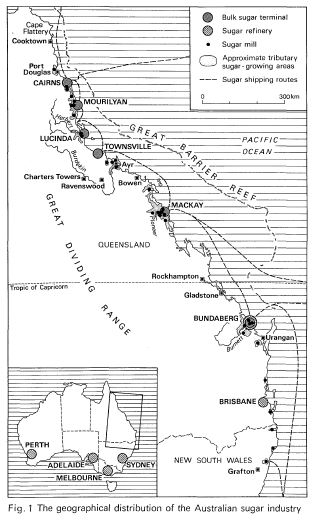 Bulk sugar terminal
Sugar refinery
Sugar mill
Approximate tributary
sugar-growing areas
Sugar shipping routes
0 300km
Cape
Flattery
Cooktown
Port
Douglas
CAIRNS
MOURILYAN
LUCINDA
TOWNSVILLE
GREAT BARRIER REEF
PACIFIC
OCEAN
Ayr
Charters Towers
Ravenswood
Bowen
MACKAY
GREAT DIVIDING RANGE
QUEENSLAND
Rockhampton
Tropic of Capricorn
Gladstone
BUNDABERG
Burnett
Urangan
BRISBANE
NEW SOUTH WALES
Grafton
PERTH
ADELAIDE
SYDNEY
MELBOURNE
Fig. 1 The geographical distribution of the Australian sugar industry